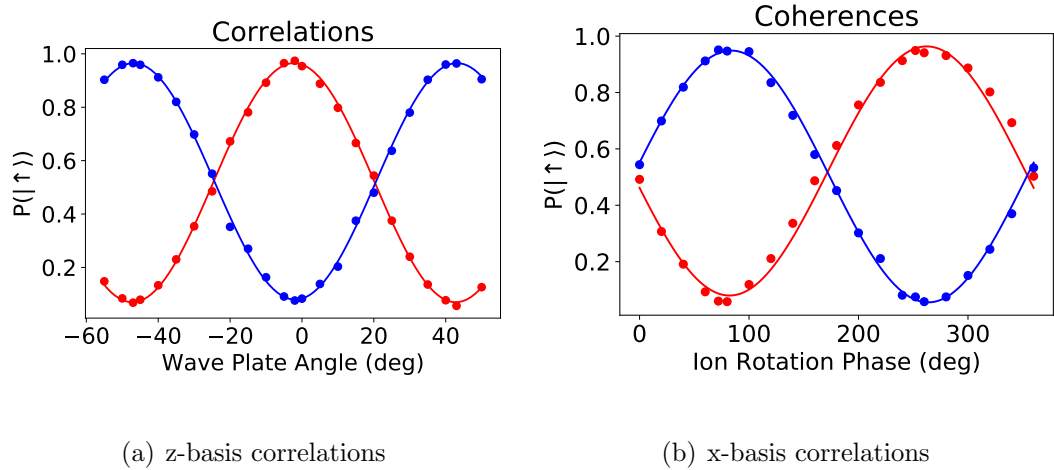 Correlations
P(|↑⟩)
1.0
0.8
0.6
0.4
0.2
−60 −40 −20 0 20 40
Wave Plate Angle (deg)
(a) z-basis correlations
Coherences
P(|↑⟩)
1.0
0.8
0.6
0.4
0.2
0 100 200 300
Ion Rotation Phase (deg)
(b) x-basis correlations